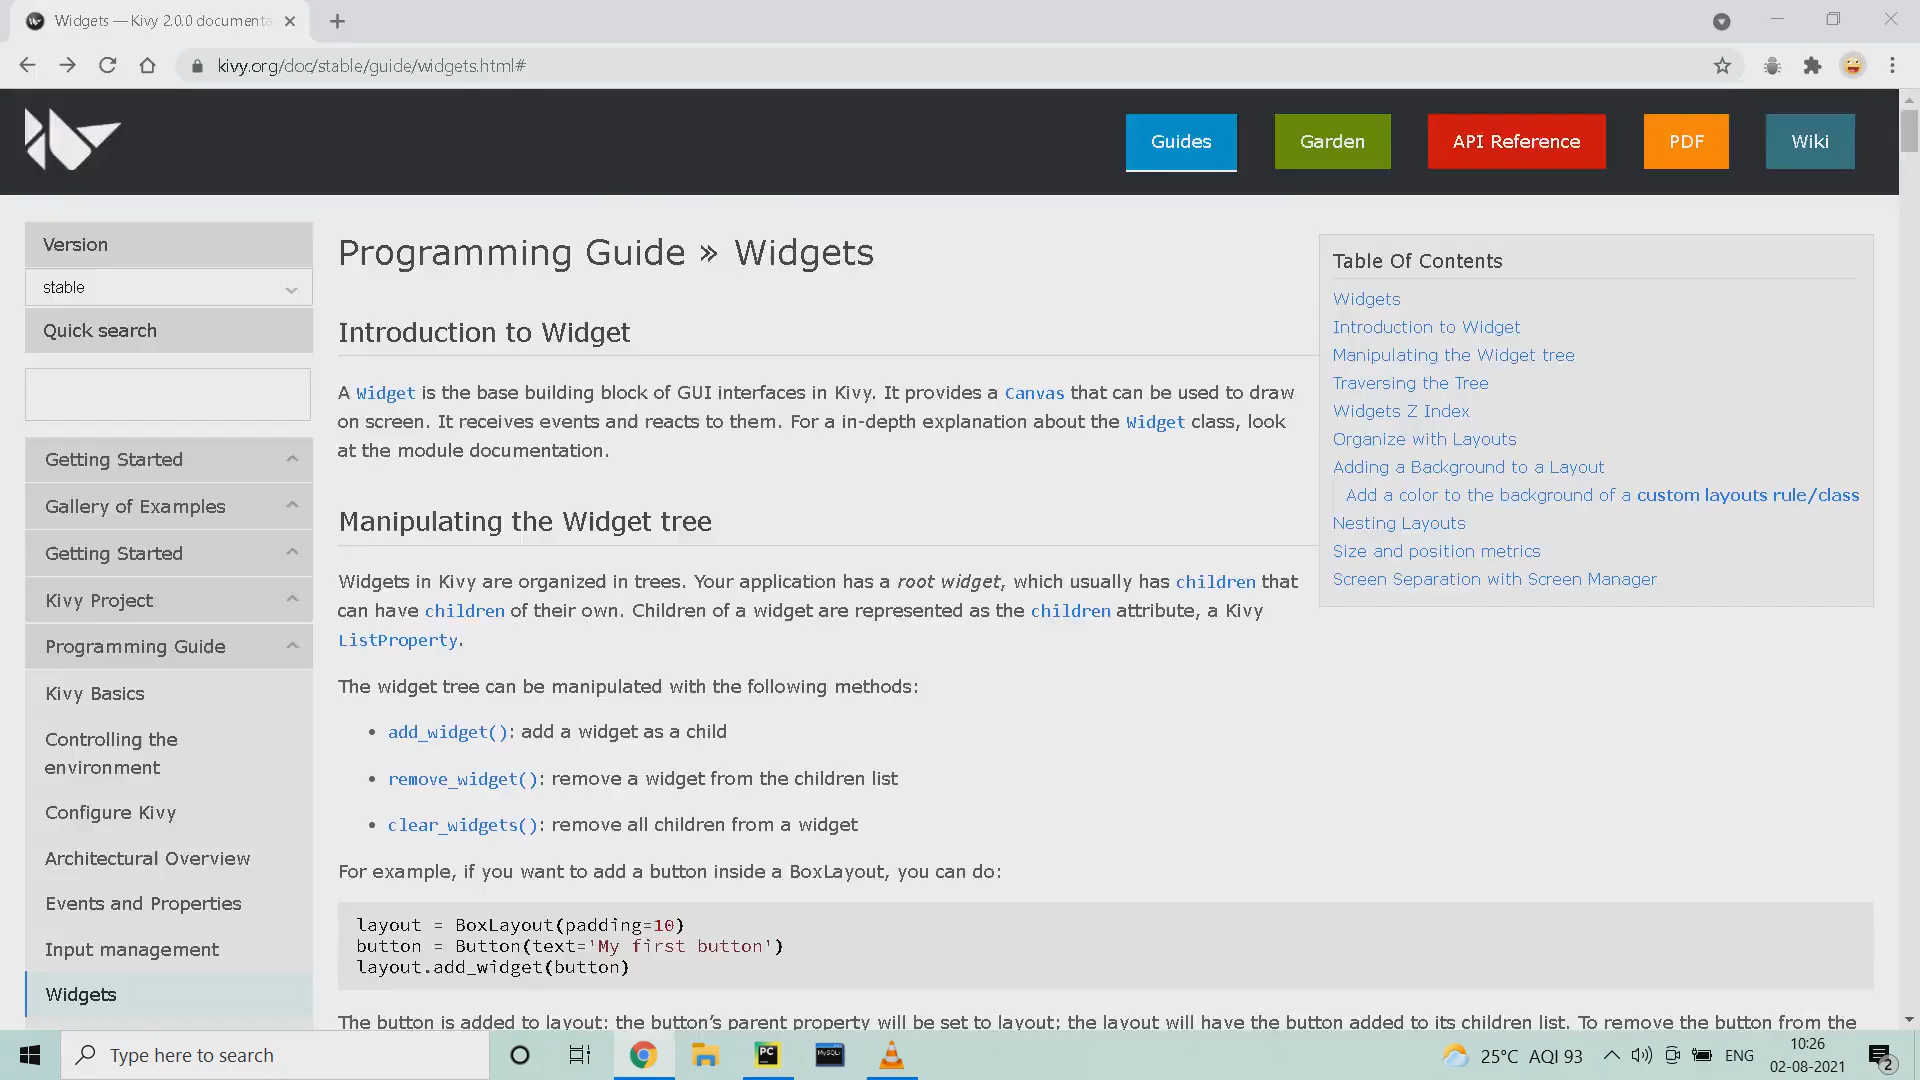 Widgets — Kivy 2.0.0 documenta
kivy.org/doc/stable/guide/widgets.html#
Guides
Garden
API Reference
PDF
Wiki
Version
stable
Quick search
Getting Started
Gallery of Examples
Getting Started
Kivy Project
Programming Guide
Kivy Basics
Controlling the
environment
Configure Kivy
Architectural Overview
Events and Properties
Input management
Widgets
Programming Guide » Widgets
Introduction to Widget
A Widget is the base building block of GUI interfaces in Kivy. It provides a Canvas that can be used to draw
on screen. It receives events and reacts to them. For a in-depth explanation about the Widget class, look
at the module documentation.
Manipulating the Widget tree
Widgets in Kivy are organized in trees. Your application has a root widget, which usually has children that
can have children of their own. Children of a widget are represented as the children attribute, a Kivy
ListProperty.
The widget tree can be manipulated with the following methods:
• add_widget(): add a widget as a child
• remove_widget(): remove a widget from the children list
• clear_widgets(): remove all children from a widget
For example, if you want to add a button inside a BoxLayout, you can do:
layout = BoxLayout(padding=10)
button = Button(text='My first button')
layout.add_widget(button)
The button is added to layout: the button's parent property will be set to layout; the layout will have the button added to its children list. To remove the button from the
Table Of Contents
Widgets
Introduction to Widget
Manipulating the Widget tree
Traversing the Tree
Widgets Z Index
Organize with Layouts
Adding a Background to a Layout
Add a color to the background of a custom layouts rule/class
Nesting Layouts
Size and position metrics
Screen Separation with Screen Manager
Type here to search
PC
MySQL
25°C AQI 93
ENG
10:26
02-08-2021
2